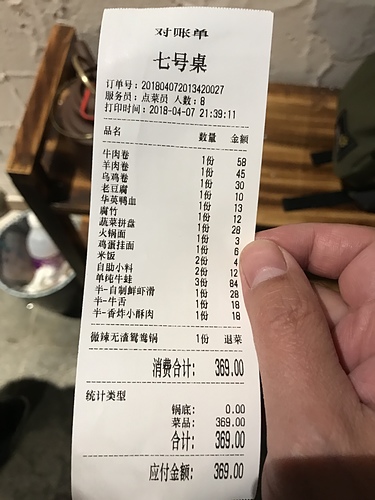 对账单
七号桌
订单号: 201804072013420027
服务员: 点菜员 人数: 8
打印时间: 2018-04-07 21:39:11
品名 数量 金额
牛肉卷 1份 58
羊肉卷 1份 45
乌鸡卷 1份 30
老豆腐 1份 10
华英鸭血 1份 13
腐竹 1份 12
蔬菜拼盘 1份 28
火锅面 1份 3
鸡蛋挂面 1份 6
米饭 2份 4
自助小料 2份 12
单纯牛蛙 3份 84
半-自制鲜虾滑 1份 28
半-牛舌 1份 18
半-香炸小酥肉 1份 18
微辣无渣鸳鸯锅 1份 退菜
消费合计: 369.00
统计类型
锅底: 0.00
菜品: 369.00
合计: 369.00
应付金额: 369.00